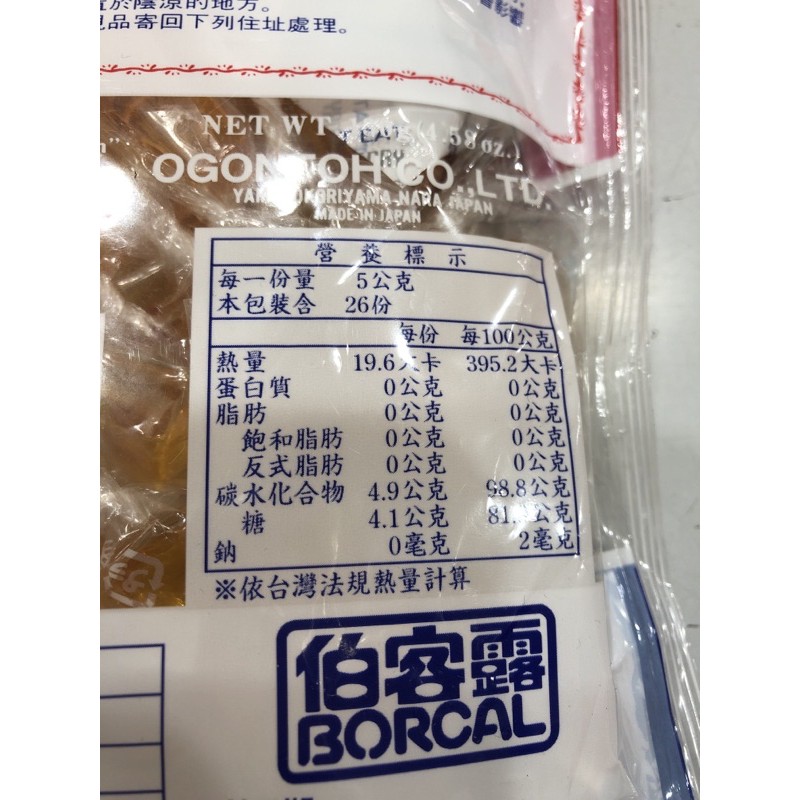 於陰涼的地方。
品寄回下列住址處理。
NET WT
OGONTOH CO.,LTD.
YAMATOKORIYAMA NARA JAPAN
MADE IN JAPAN
營養標示
每一份量 5公克
本包裝含 26份
每份 每100公克
熱量 19.6大卡 395.2大卡
蛋白質 0公克 0公克
脂肪 0公克 0公克
飽和脂肪 0公克 0公克
反式脂肪 0公克 0公克
碳水化合物 4.9公克 98.8公克
糖 4.1公克 公克
鈉 0毫克 2毫克
※依台灣法規熱量計算
伯客露
BORCAL